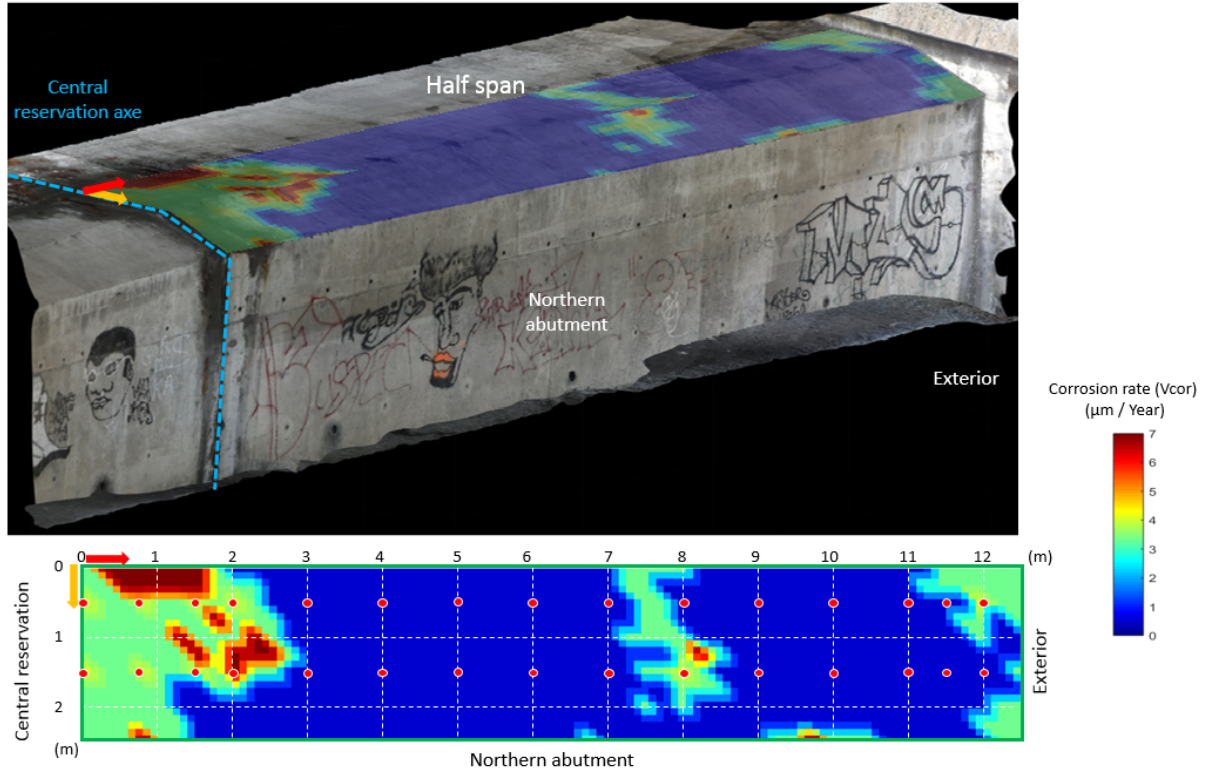 Central
reservation axe
Half span
Northern
abutment
Exterior
Corrosion rate (Vcor)
(µm / Year)
7
6
5
4
3
2
1
0
0 1 2 3 4 5 6 7 8 9 10 11 12 (m)
0
1
2
(m)
Central reservation
Exterior
Northern abutment